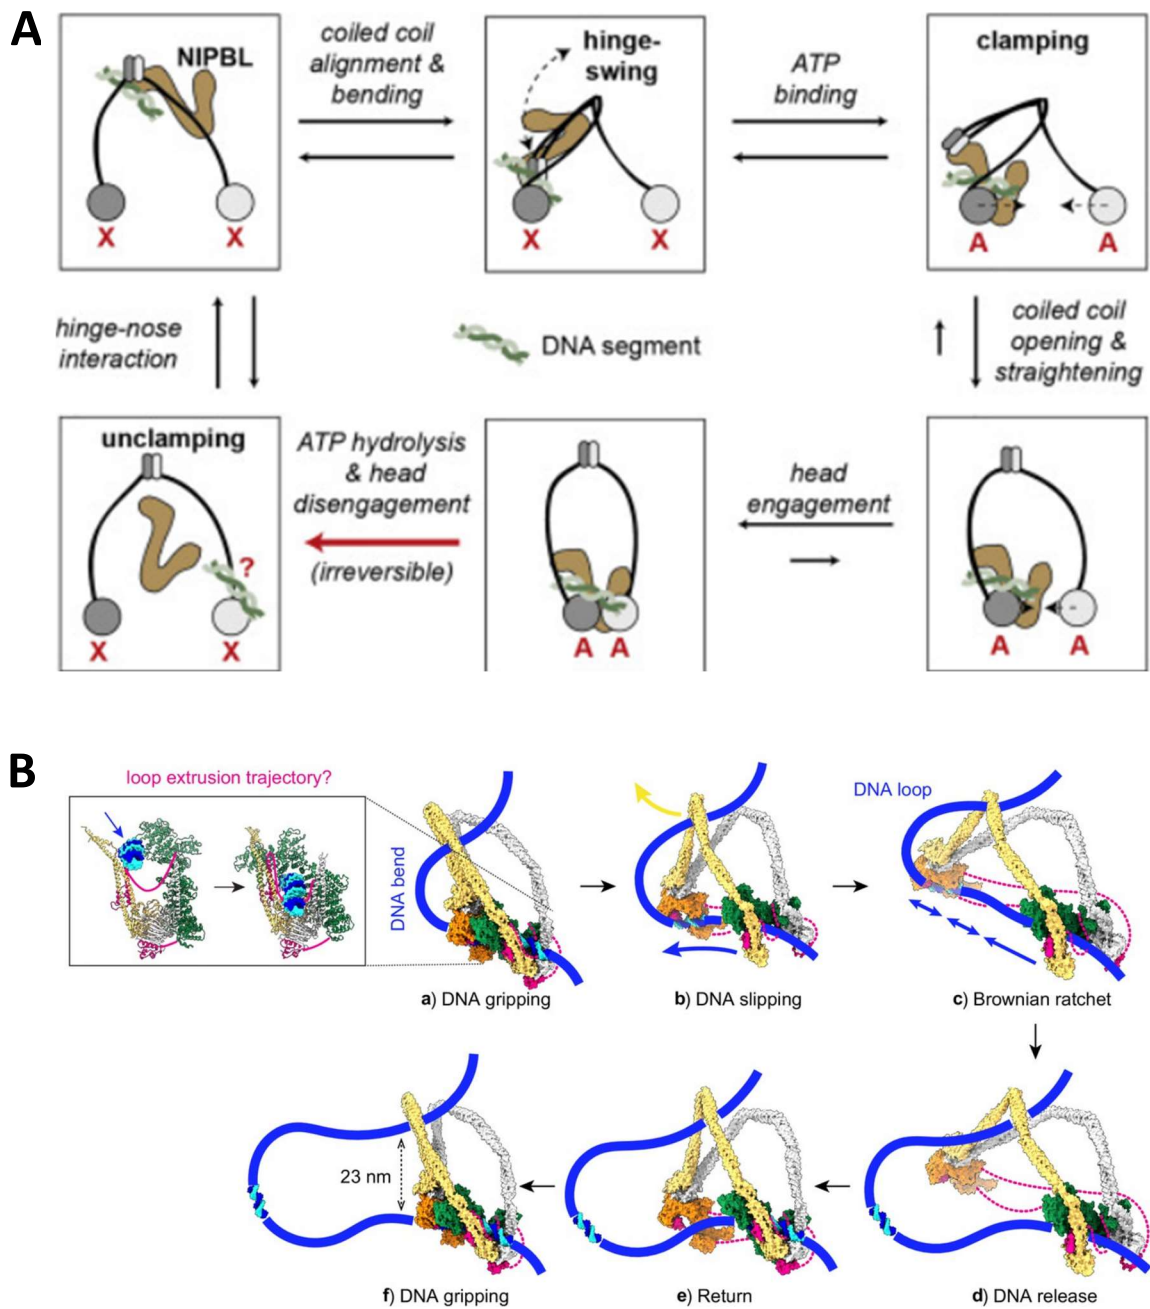 A
NIPBL
coiled coil
alignment &
bending
hinge-
swing
ATP
binding
clamping
X
X
X
X
A
A
hinge-nose
interaction
DNA segment
coiled coil
opening &
straightening
unclamping
ATP hydrolysis
& head
disengagement
(irreversible)
head
engagement
?
X
X
A
A
A
A
B
loop extrusion trajectory?
DNA bend
DNA loop
a) DNA gripping
b) DNA slipping
c) Brownian ratchet
23 nm
f) DNA gripping
e) Return
d) DNA release